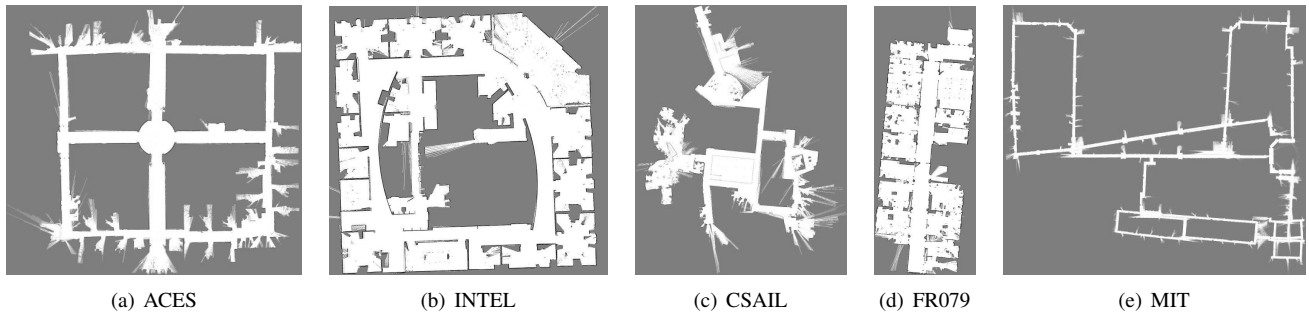 (a) ACES
(b) INTEL
(c) CSAIL
(d) FR079
(e) MIT